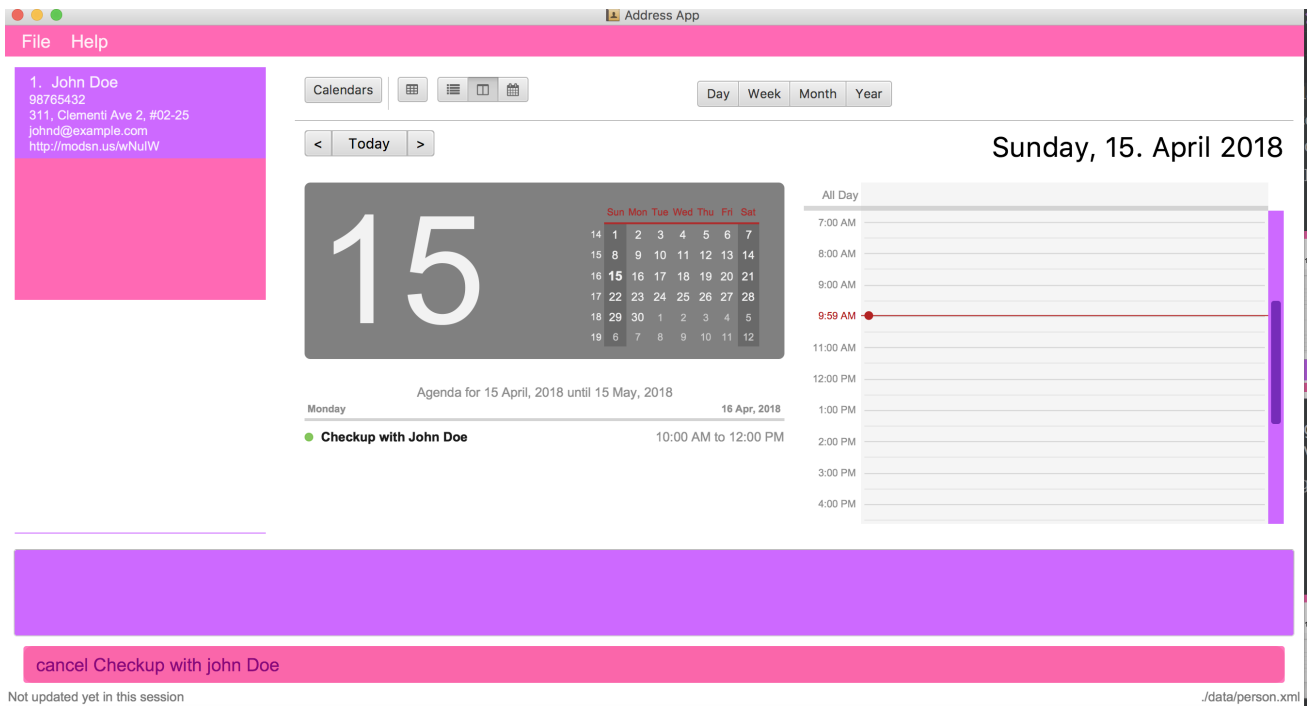 Address App
File Help
1. John Doe
98765432
311, Clementi Ave 2, #02-25
johnd@example.com
http://modsn.us/wNuIW
Calendars
Day Week Month Year
< Today >
Sunday, 15. April 2018
15
Sun Mon Tue Wed Thu Fri Sat
14 1 2 3 4 5 6 7
15 8 9 10 11 12 13 14
16 15 16 17 18 19 20 21
17 22 23 24 25 26 27 28
18 29 30 1 2 3 4 5
19 6 7 8 9 10 11 12
Agenda for 15 April, 2018 until 15 May, 2018
Monday 16 Apr, 2018
Checkup with John Doe 10:00 AM to 12:00 PM
All Day
7:00 AM
8:00 AM
9:00 AM
9:59 AM
11:00 AM
12:00 PM
1:00 PM
2:00 PM
3:00 PM
4:00 PM
cancel Checkup with john Doe
Not updated yet in this session
./data/person.xml